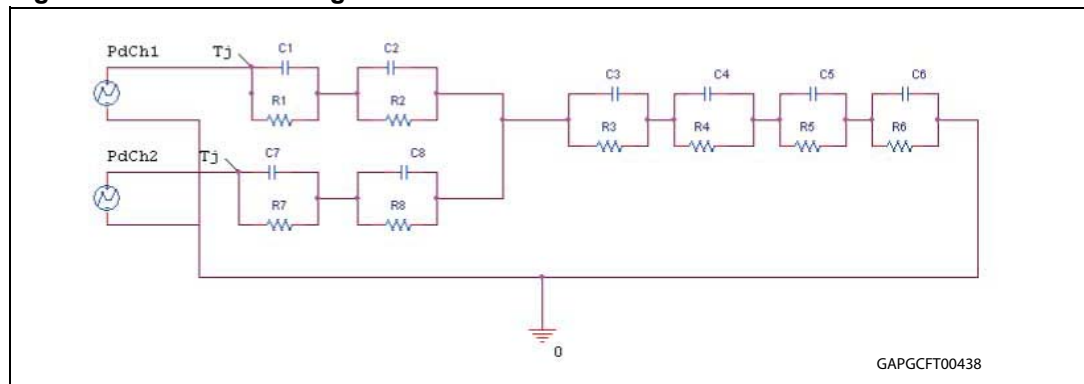 PdCh1
Tj
C1
C2
R1
R2
C3
C4
C5
C6
R3
R4
R5
R6
PdCh2
Tj
C7
C8
R7
R8
0
GAPGCFT00438